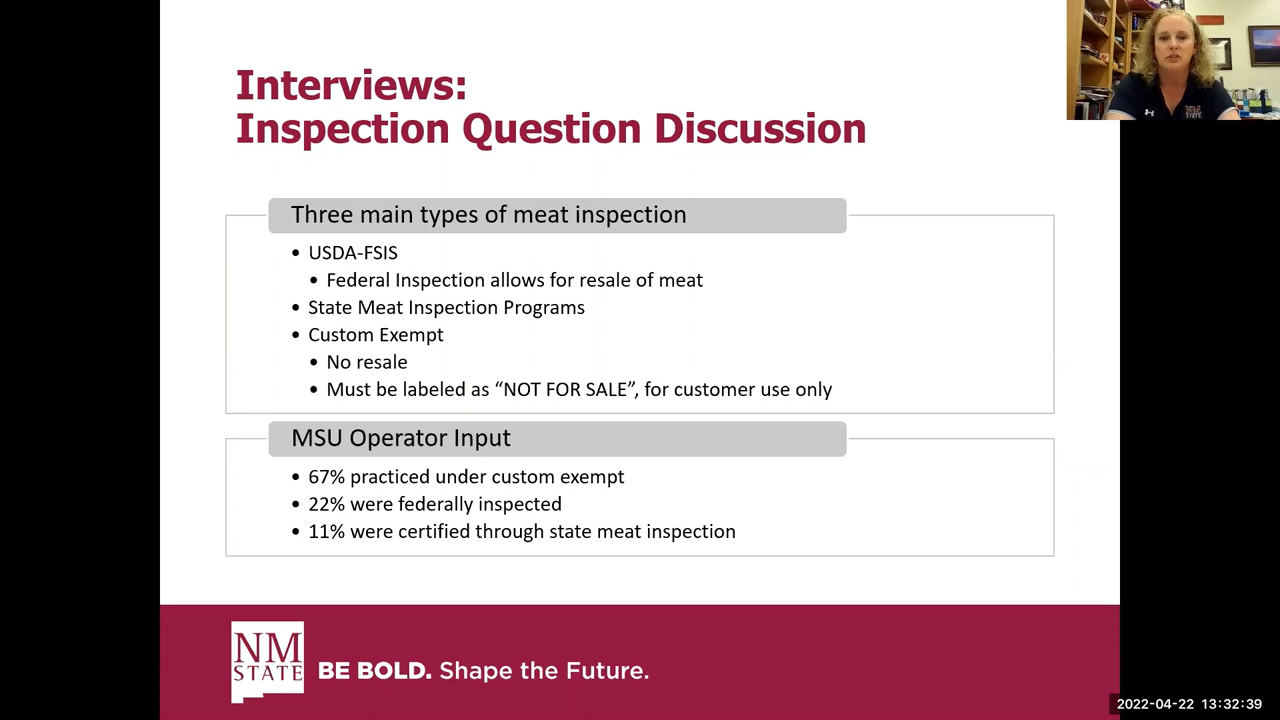 Interviews:
Inspection Question Discussion
Three main types of meat inspection
• USDA-FSIS
• Federal Inspection allows for resale of meat
• State Meat Inspection Programs
• Custom Exempt
• No resale
• Must be labeled as “NOT FOR SALE”, for customer use only
MSU Operator Input
• 67% practiced under custom exempt
• 22% were federally inspected
• 11% were certified through state meat inspection
NM
STATE
BE BOLD. Shape the Future.
2022-04-22 13:32:39